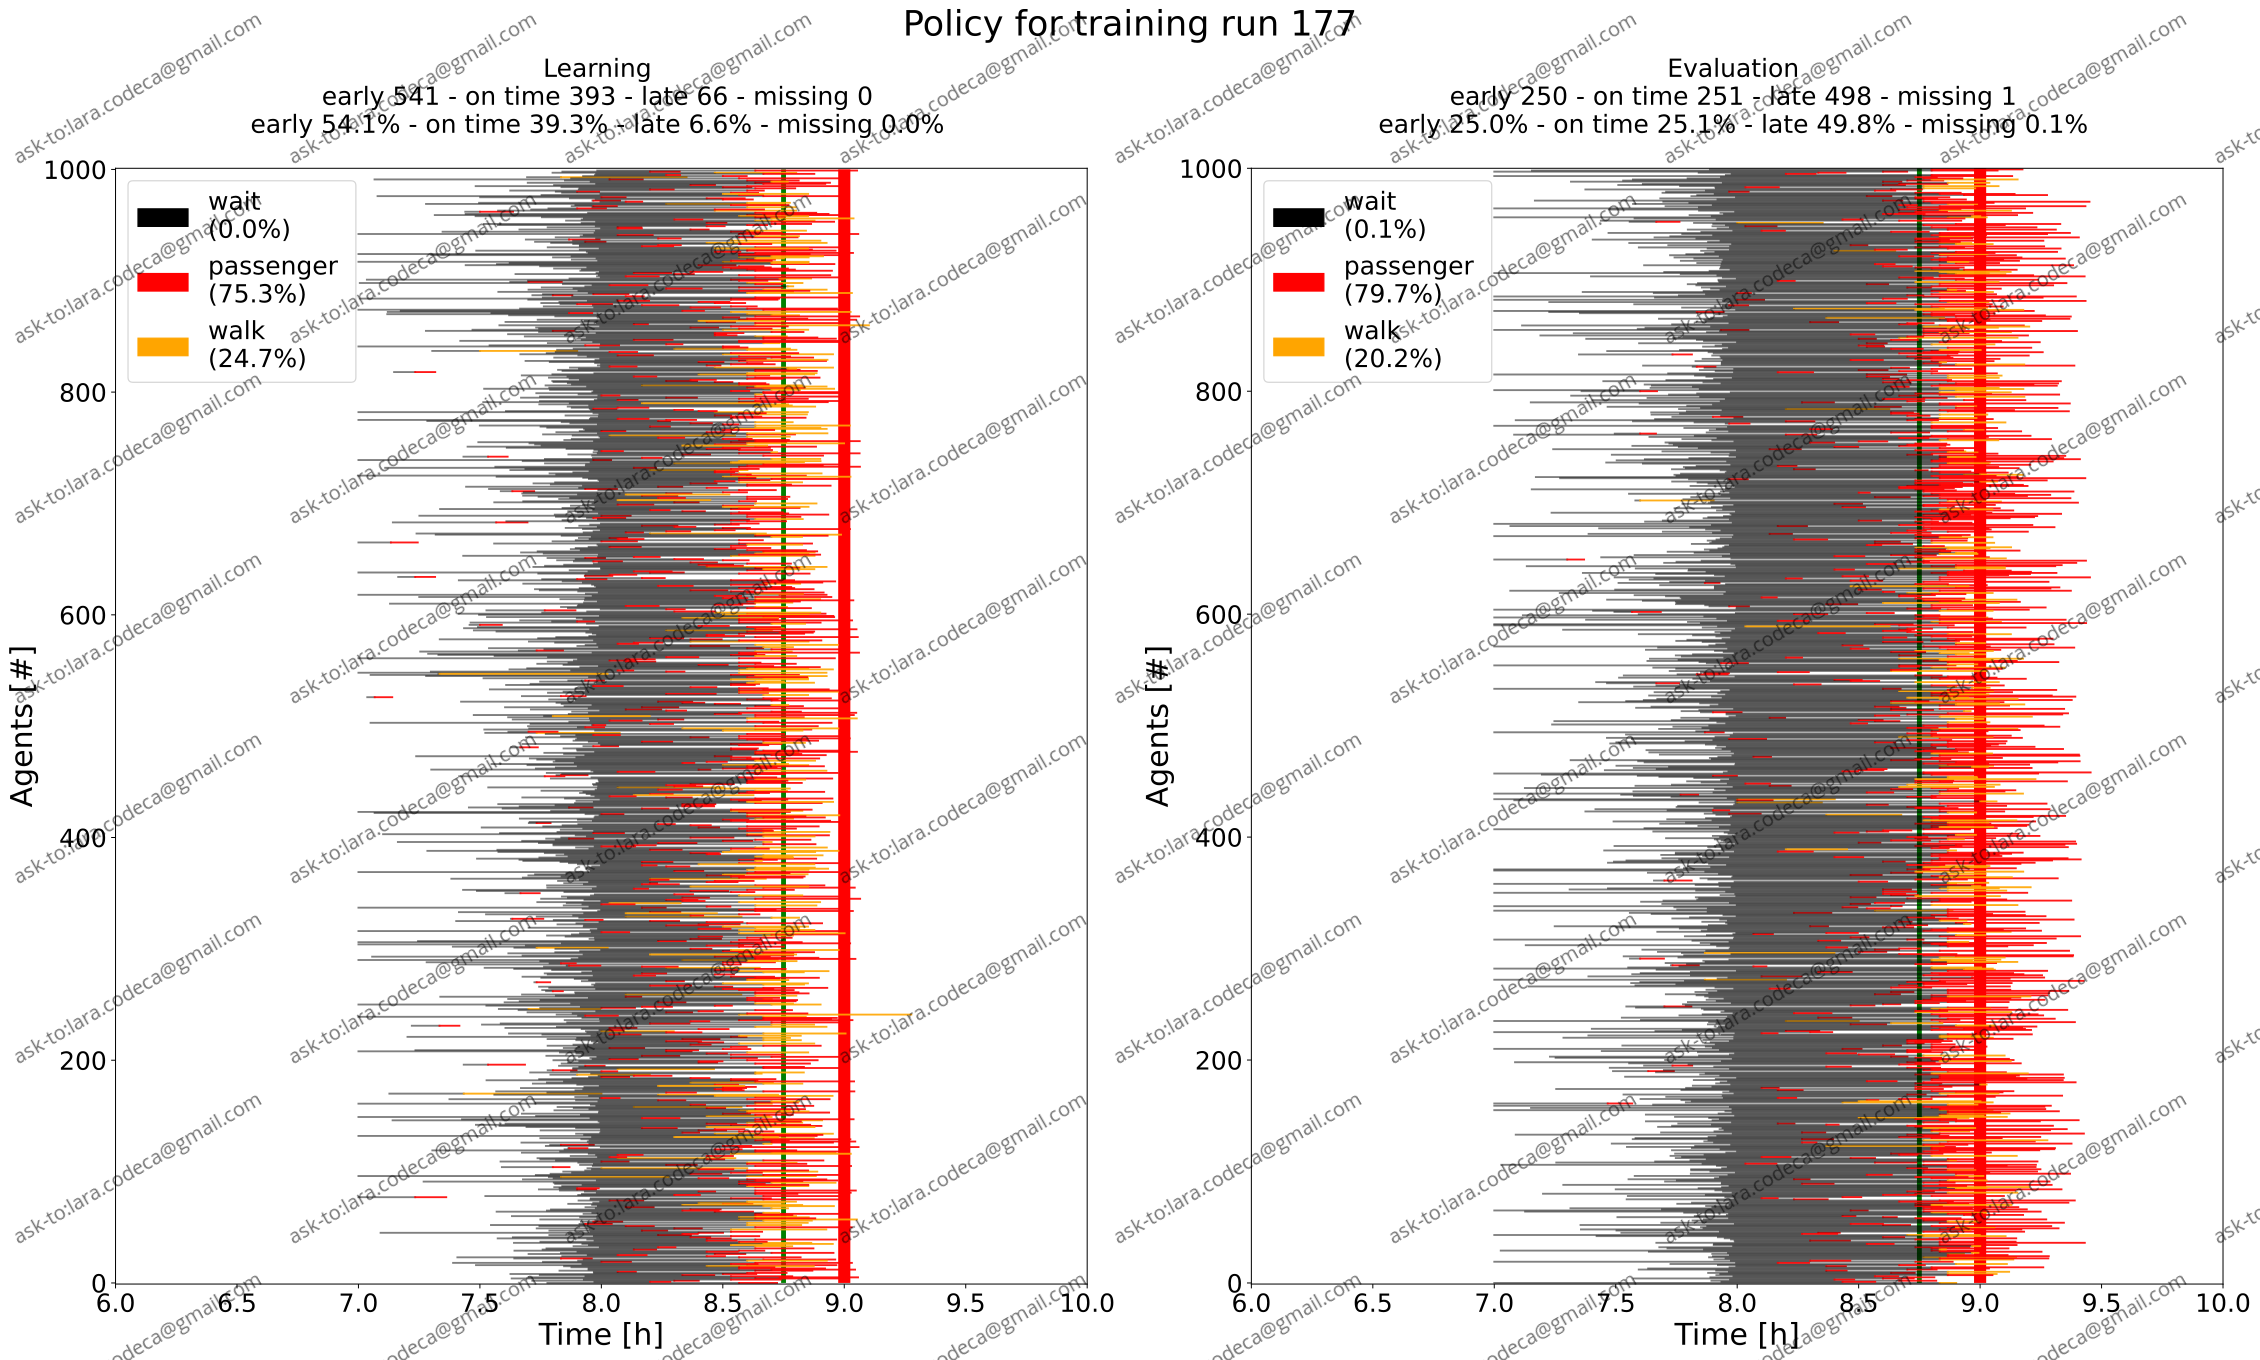 Policy for training run 177
Learning
early 541 - on time 393 - late 66 - missing 0
early 54.1% - on time 39.3% - late 6.6% - missing 0.0%
wait
(0.0%)
passenger
(75.3%)
walk
(24.7%)
1000
800
600
400
200
0
Agents [#]
6.0 6.5 7.0 7.5 8.0 8.5 9.0 9.5 10.0
Time [h]
Evaluation
early 250 - on time 251 - late 498 - missing 1
early 25.0% - on time 25.1% - late 49.8% - missing 0.1%
wait
(0.1%)
passenger
(79.7%)
walk
(20.2%)
1000
800
600
400
200
0
Agents [#]
6.0 6.5 7.0 7.5 8.0 8.5 9.0 9.5 10.0
Time [h]
ask-to:lara.codeca@gmail.com